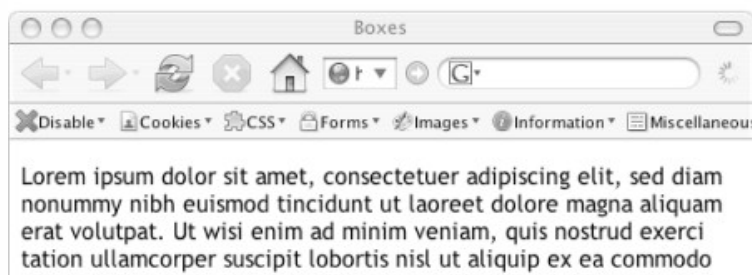 Boxes
G
Disable Cookies CSS Forms Images Information Miscellaneou
Lorem ipsum dolor sit amet, consectetuer adipiscing elit, sed diam
nonummy nibh euismod tincidunt ut laoreet dolore magna aliquam
erat volutpat. Ut wisi enim ad minim veniam, quis nostrud exerci
tation ullamcorper suscipit lobortis nisl ut aliquip ex ea commodo